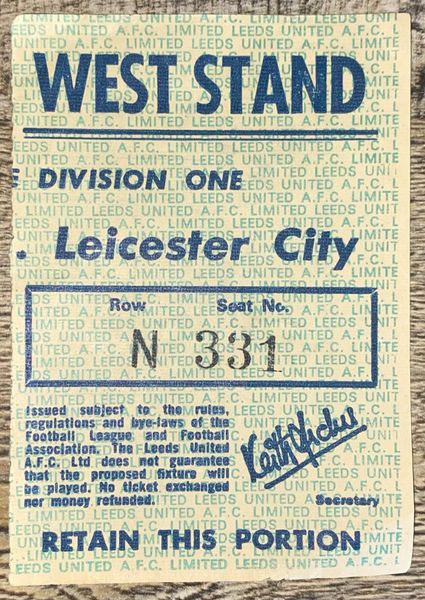 WEST STAND
E DIVISION ONE
. Leicester City
Row Seat No.
N 331
Issued subject to the rules,
regulations and bye-laws of the
Football League and Football
Association. The Leeds United
A.F.C. Ltd does not guarantee
that the proposed fixture will
be played. No ticket exchanged
nor money refunded.
Keith Archer
Secretary
RETAIN THIS PORTION